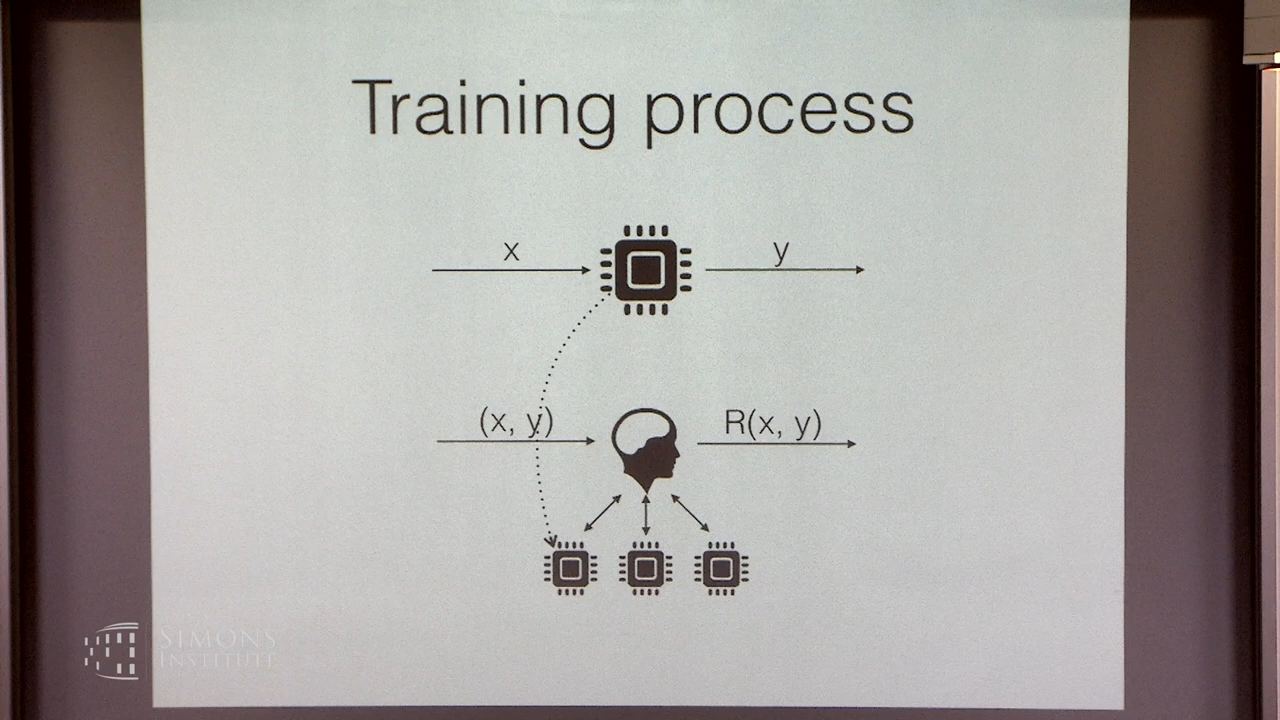 Training process
x
y
(x, y)
R(x, y)
SIMONS
INSTITUTE